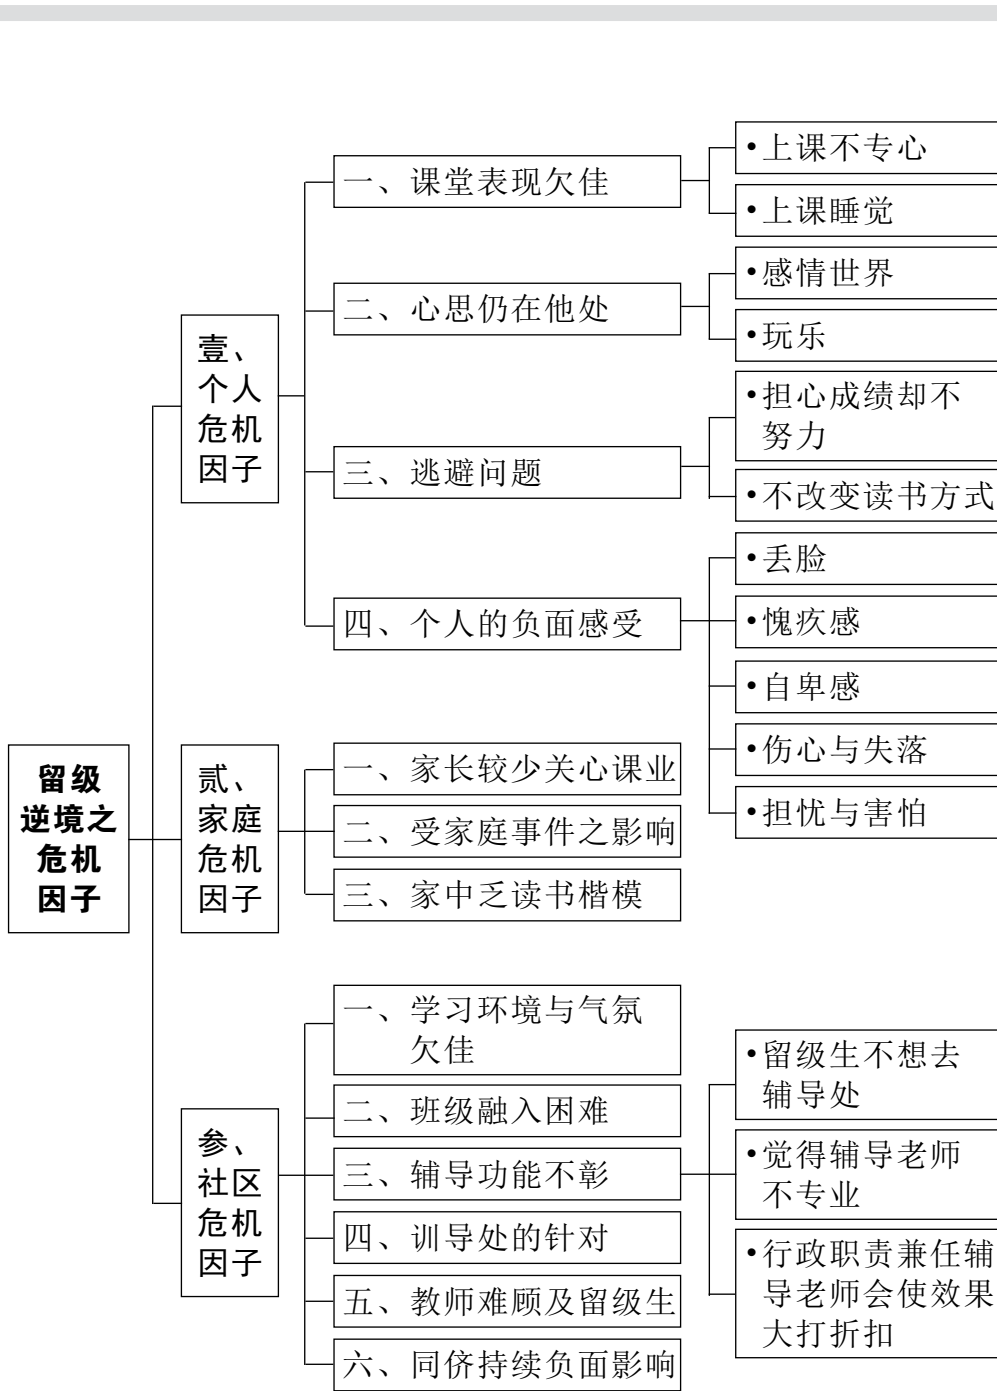 留级
逆境之
危机
因子
壹、
个人
危机
因子
一、课堂表现欠佳
•上课不专心
•上课睡觉
二、心思仍在他处
•感情世界
•玩乐
三、逃避问题
•担心成绩却不
努力
•不改变读书方式
四、个人的负面感受
•丢脸
•愧疚感
•自卑感
•伤心与失落
•担忧与害怕
贰、
家庭
危机
因子
一、家长较少关心课业
二、受家庭事件之影响
三、家中乏读书楷模
参、
社区
危机
因子
一、学习环境与气氛
欠佳
二、班级融入困难
三、辅导功能不彰
•留级生不想去
辅导处
•觉得辅导老师
不专业
•行政职责兼任辅
导老师会使效果
大打折扣
四、训导处的针对
五、教师难顾及留级生
六、同侪持续负面影响